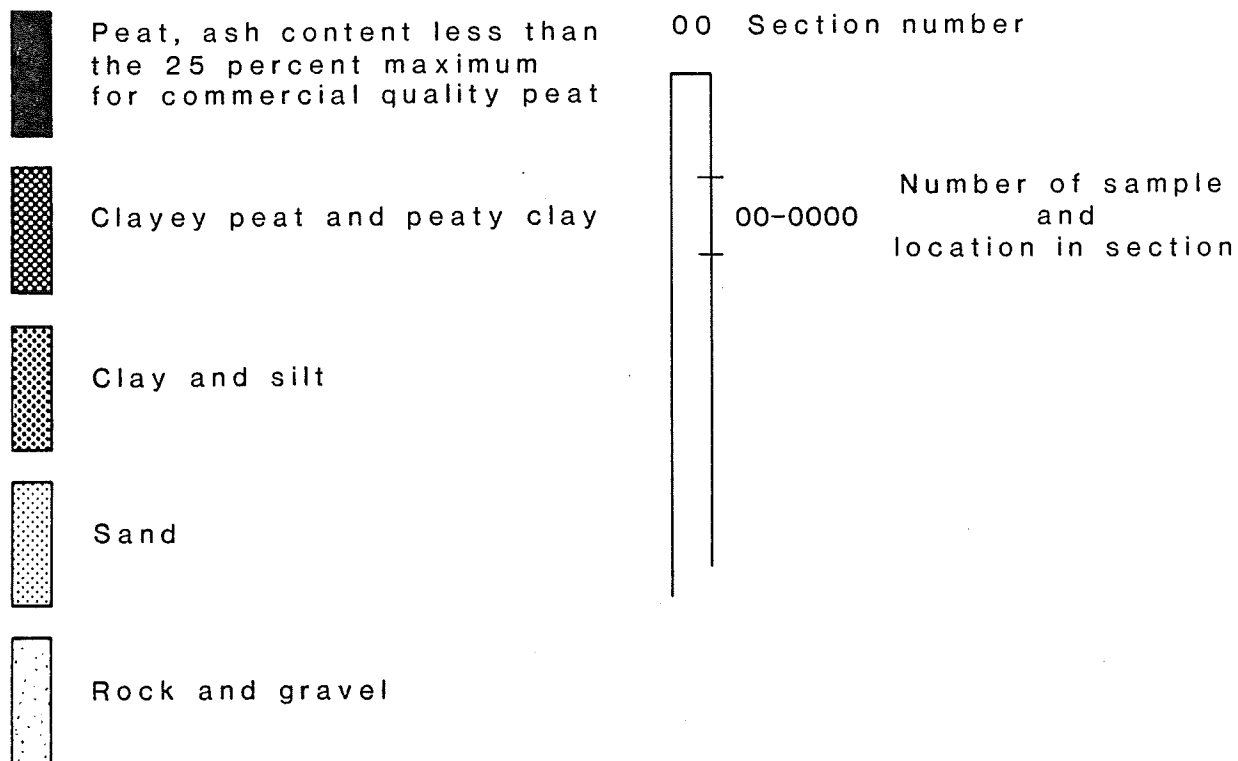 Peat, ash content less than
the 25 percent maximum
for commercial quality peat
Clayey peat and peaty clay
Clay and silt
Sand
Rock and gravel
00 Section number
Number of sample
00-0000 and
location in section